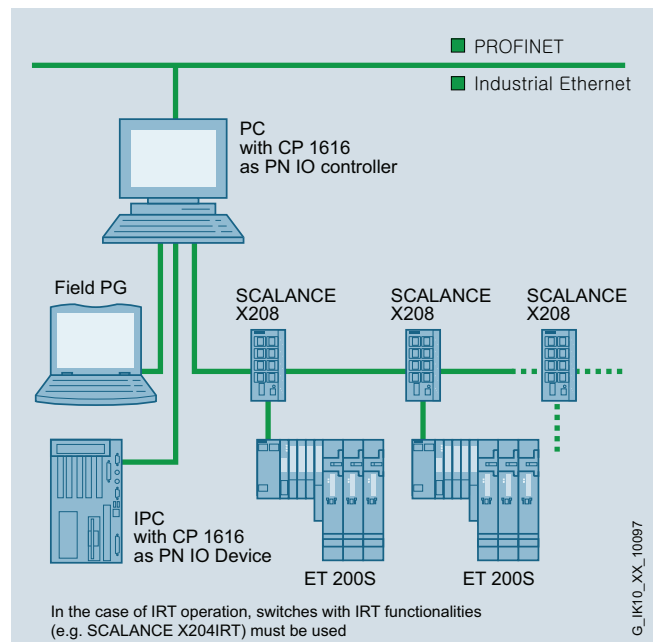 PROFINET
Industrial Ethernet
PC
with CP 1616
as PN IO controller
Field PG
SCALANCE
X208
SCALANCE
X208
SCALANCE
X208
IPC
with CP 1616
as PN IO Device
ET 200S
ET 200S
In the case of IRT operation, switches with IRT functionalities
(e.g. SCALANCE X204IRT) must be used
G_IK10_XX_10097